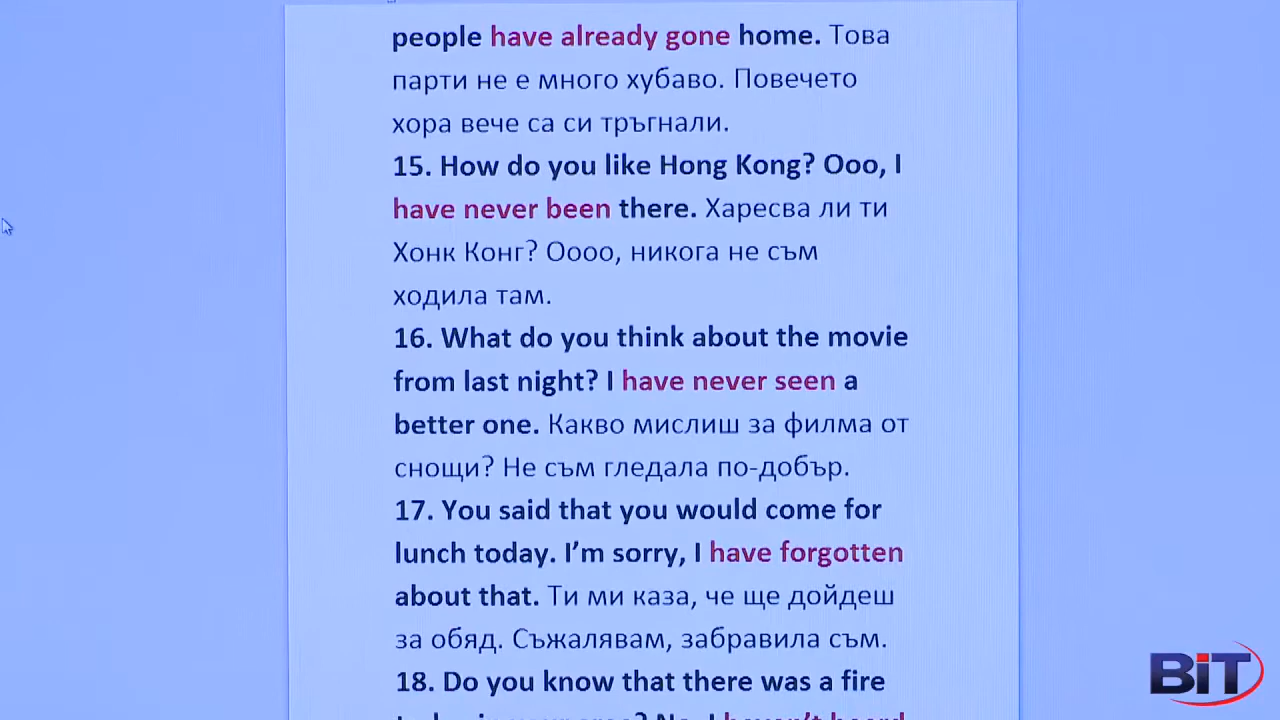 people have already gone home. Това
парти не е много хубаво. Повечето
хора вече са си тръгнали.
15. How do you like Hong Kong? Ooo, I
have never been there. Харесва ли ти
Хонк Конг? Оооо, никога не съм
ходила там.
16. What do you think about the movie
from last night? I have never seen a
better one. Какво мислиш за филма от
снощи? Не съм гледала по-добър.
17. You said that you would come for
lunch today. I’m sorry, I have forgotten
about that. Ти ми каза, че ще дойдеш
за обяд. Съжалявам, забравила съм.
18. Do you know that there was a fire
No, I haven’t heard
BiT